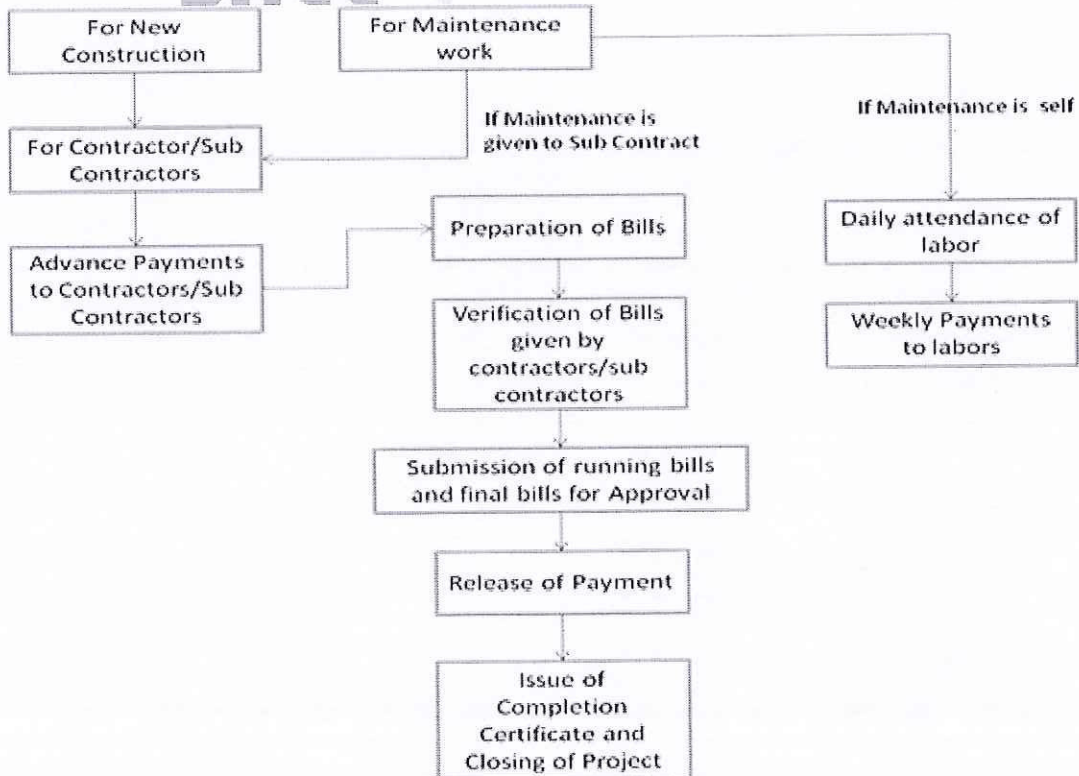 For New
Construction
For Maintenance
work
If Maintenance is
given to Sub Contract
If Maintenance is self
For Contractor/Sub
Contractors
Advance Payments
to Contractors/Sub
Contractors
Preparation of Bills
Daily attendance of
labor
Verification of Bills
given by
contractors/sub
contractors
Weekly Payments
to labors
Submission of running bills
and final bills for Approval
Release of Payment
Issue of
Completion
Certificate and
Closing of Project